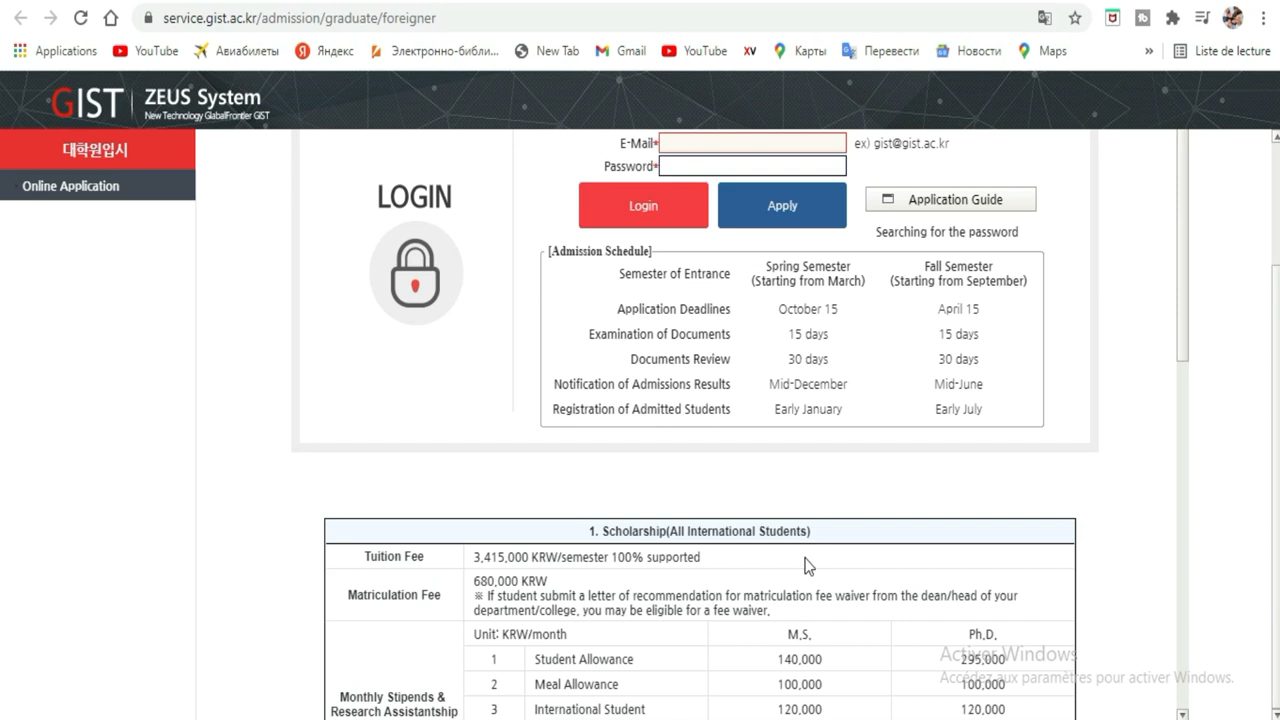 service.gist.ac.kr/admission/graduate/foreigner
Applications YouTube Авиабилеты Яндекс Электронно-библи... New Tab Gmail YouTube XV Карты Перевести Новости Maps » Liste de lecture
GIST ZEUS System
New Technology GlabalFrontier GIST
대학원입시
Online Application
E-Mail* ex) gist@gist.ac.kr
Password*
LOGIN
Login Apply Application Guide
Searching for the password
[Admission Schedule]
Semester of Entrance Spring Semester (Starting from March) Fall Semester (Starting from September)
Application Deadlines October 15 April 15
Examination of Documents 15 days 15 days
Documents Review 30 days 30 days
Notification of Admissions Results Mid-December Mid-June
Registration of Admitted Students Early January Early July
1. Scholarship(All International Students)
Tuition Fee 3,415,000 KRW/semester 100% supported
Matriculation Fee 680,000 KRW
※ If student submit a letter of recommendation for matriculation fee waiver from the dean/head of your
department/college, you may be eligible for a fee waiver.
Unit: KRW/month M.S. Ph.D.
1 Student Allowance 140,000 295,000
2 Meal Allowance 100,000 100,000
3 International Student 120,000 120,000
Monthly Stipends &
Research Assistantship
Activer Windows
Accédez aux paramètres pour activer Windows.